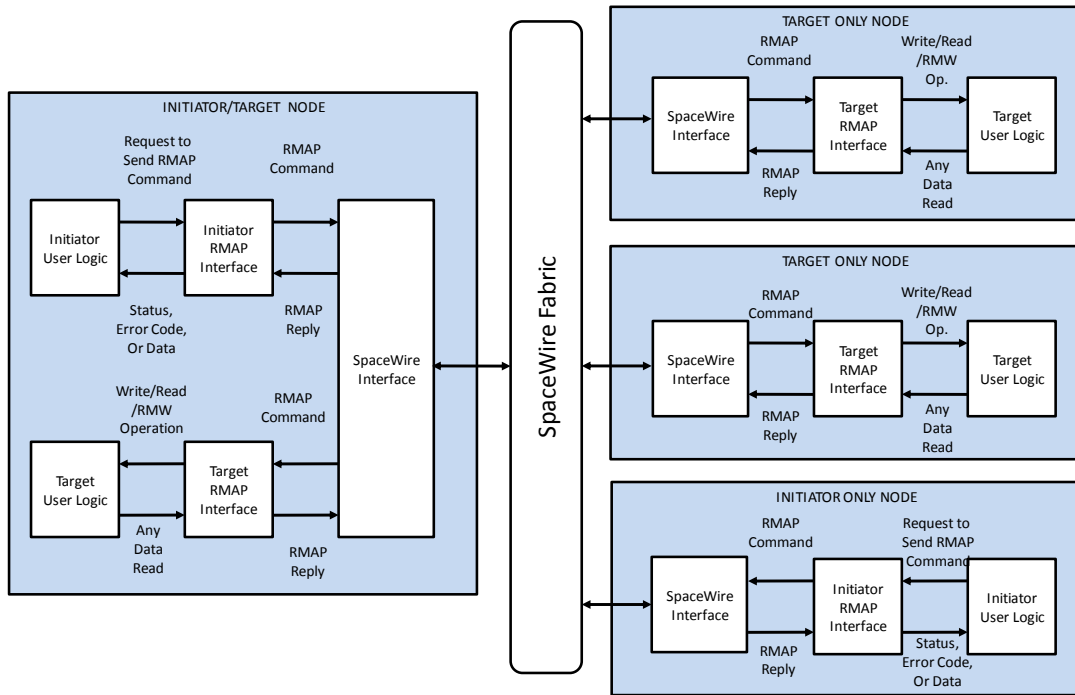 INITIATOR/TARGET NODE
Request to
Send RMAP
Command
RMAP
Command
Initiator
User Logic
Initiator
RMAP
Interface
Status,
Error Code,
Or Data
RMAP
Reply
SpaceWire
Interface
Write/Read
/RMW
Operation
RMAP
Command
Target
User Logic
Target
RMAP
Interface
Any
Data
Read
RMAP
Reply
SpaceWire Fabric
TARGET ONLY NODE
RMAP
Command
Write/Read
/RMW
Op.
SpaceWire
Interface
Target
RMAP
Interface
Target
User Logic
RMAP
Reply
Any
Data
Read
TARGET ONLY NODE
RMAP
Command
Write/Read
/RMW
Op.
SpaceWire
Interface
Target
RMAP
Interface
Target
User Logic
RMAP
Reply
Any
Data
Read
INITIATOR ONLY NODE
RMAP
Command
Request to
Send RMAP
Command
SpaceWire
Interface
Initiator
RMAP
Interface
Initiator
User Logic
RMAP
Reply
Status,
Error Code,
Or Data